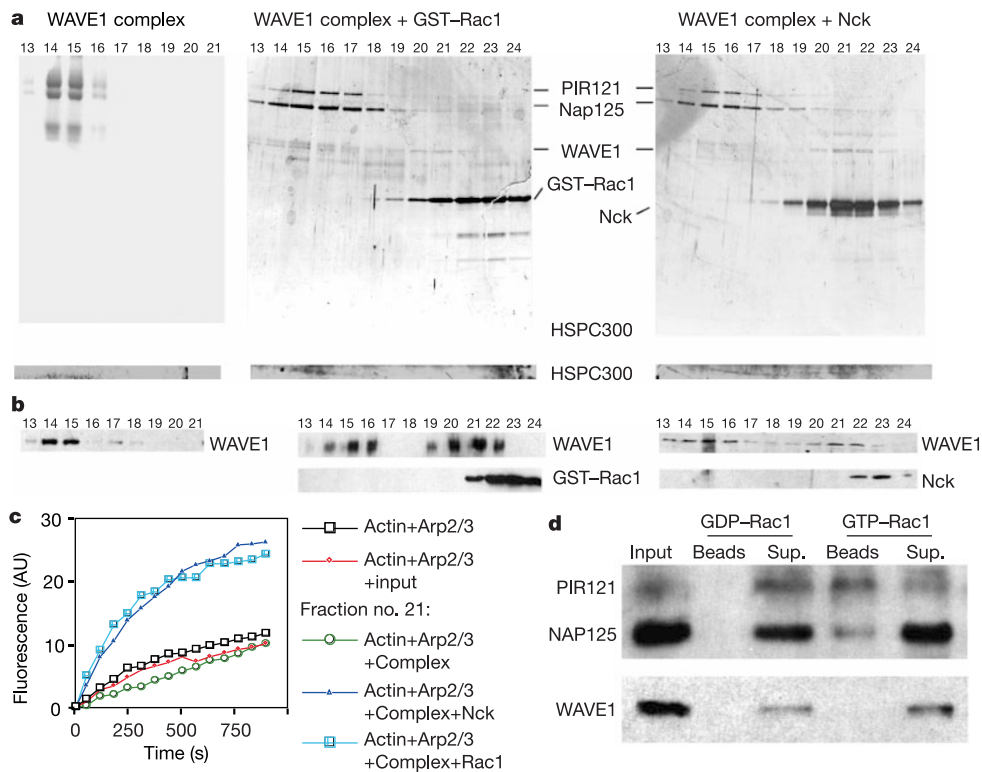 a
WAVE1 complex
13 14 15 16 17 18 19 20 21
WAVE1 complex + GST–Rac1
13 14 15 16 17 18 19 20 21 22 23 24
WAVE1 complex + Nck
13 14 15 16 17 18 19 20 21 22 23 24
PIR121
Nap125
WAVE1
GST–Rac1
Nck
HSPC300
HSPC300
b
13 14 15 16 17 18 19 20 21
WAVE1
13 14 15 16 17 18 19 20 21 22 23 24
WAVE1
GST–Rac1
13 14 15 16 17 18 19 20 21 22 23 24
WAVE1
Nck
c
Fluorescence (AU)
30
20
10
0
0 250 500 750
Time (s)
Actin+Arp2/3
Actin+Arp2/3
+input
Fraction no. 21:
Actin+Arp2/3
+Complex
Actin+Arp2/3
+Complex+Nck
Actin+Arp2/3
+Complex+Rac1
d
GDP–Rac1 GTP–Rac1
Input Beads Sup. Beads Sup.
PIR121
NAP125
WAVE1